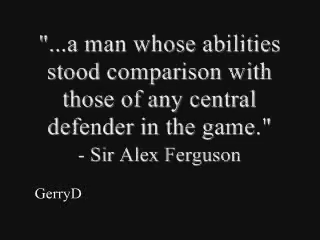 "...a man whose abilities
stood comparison with
those of any central
defender in the game."
- Sir Alex Ferguson
GerryD